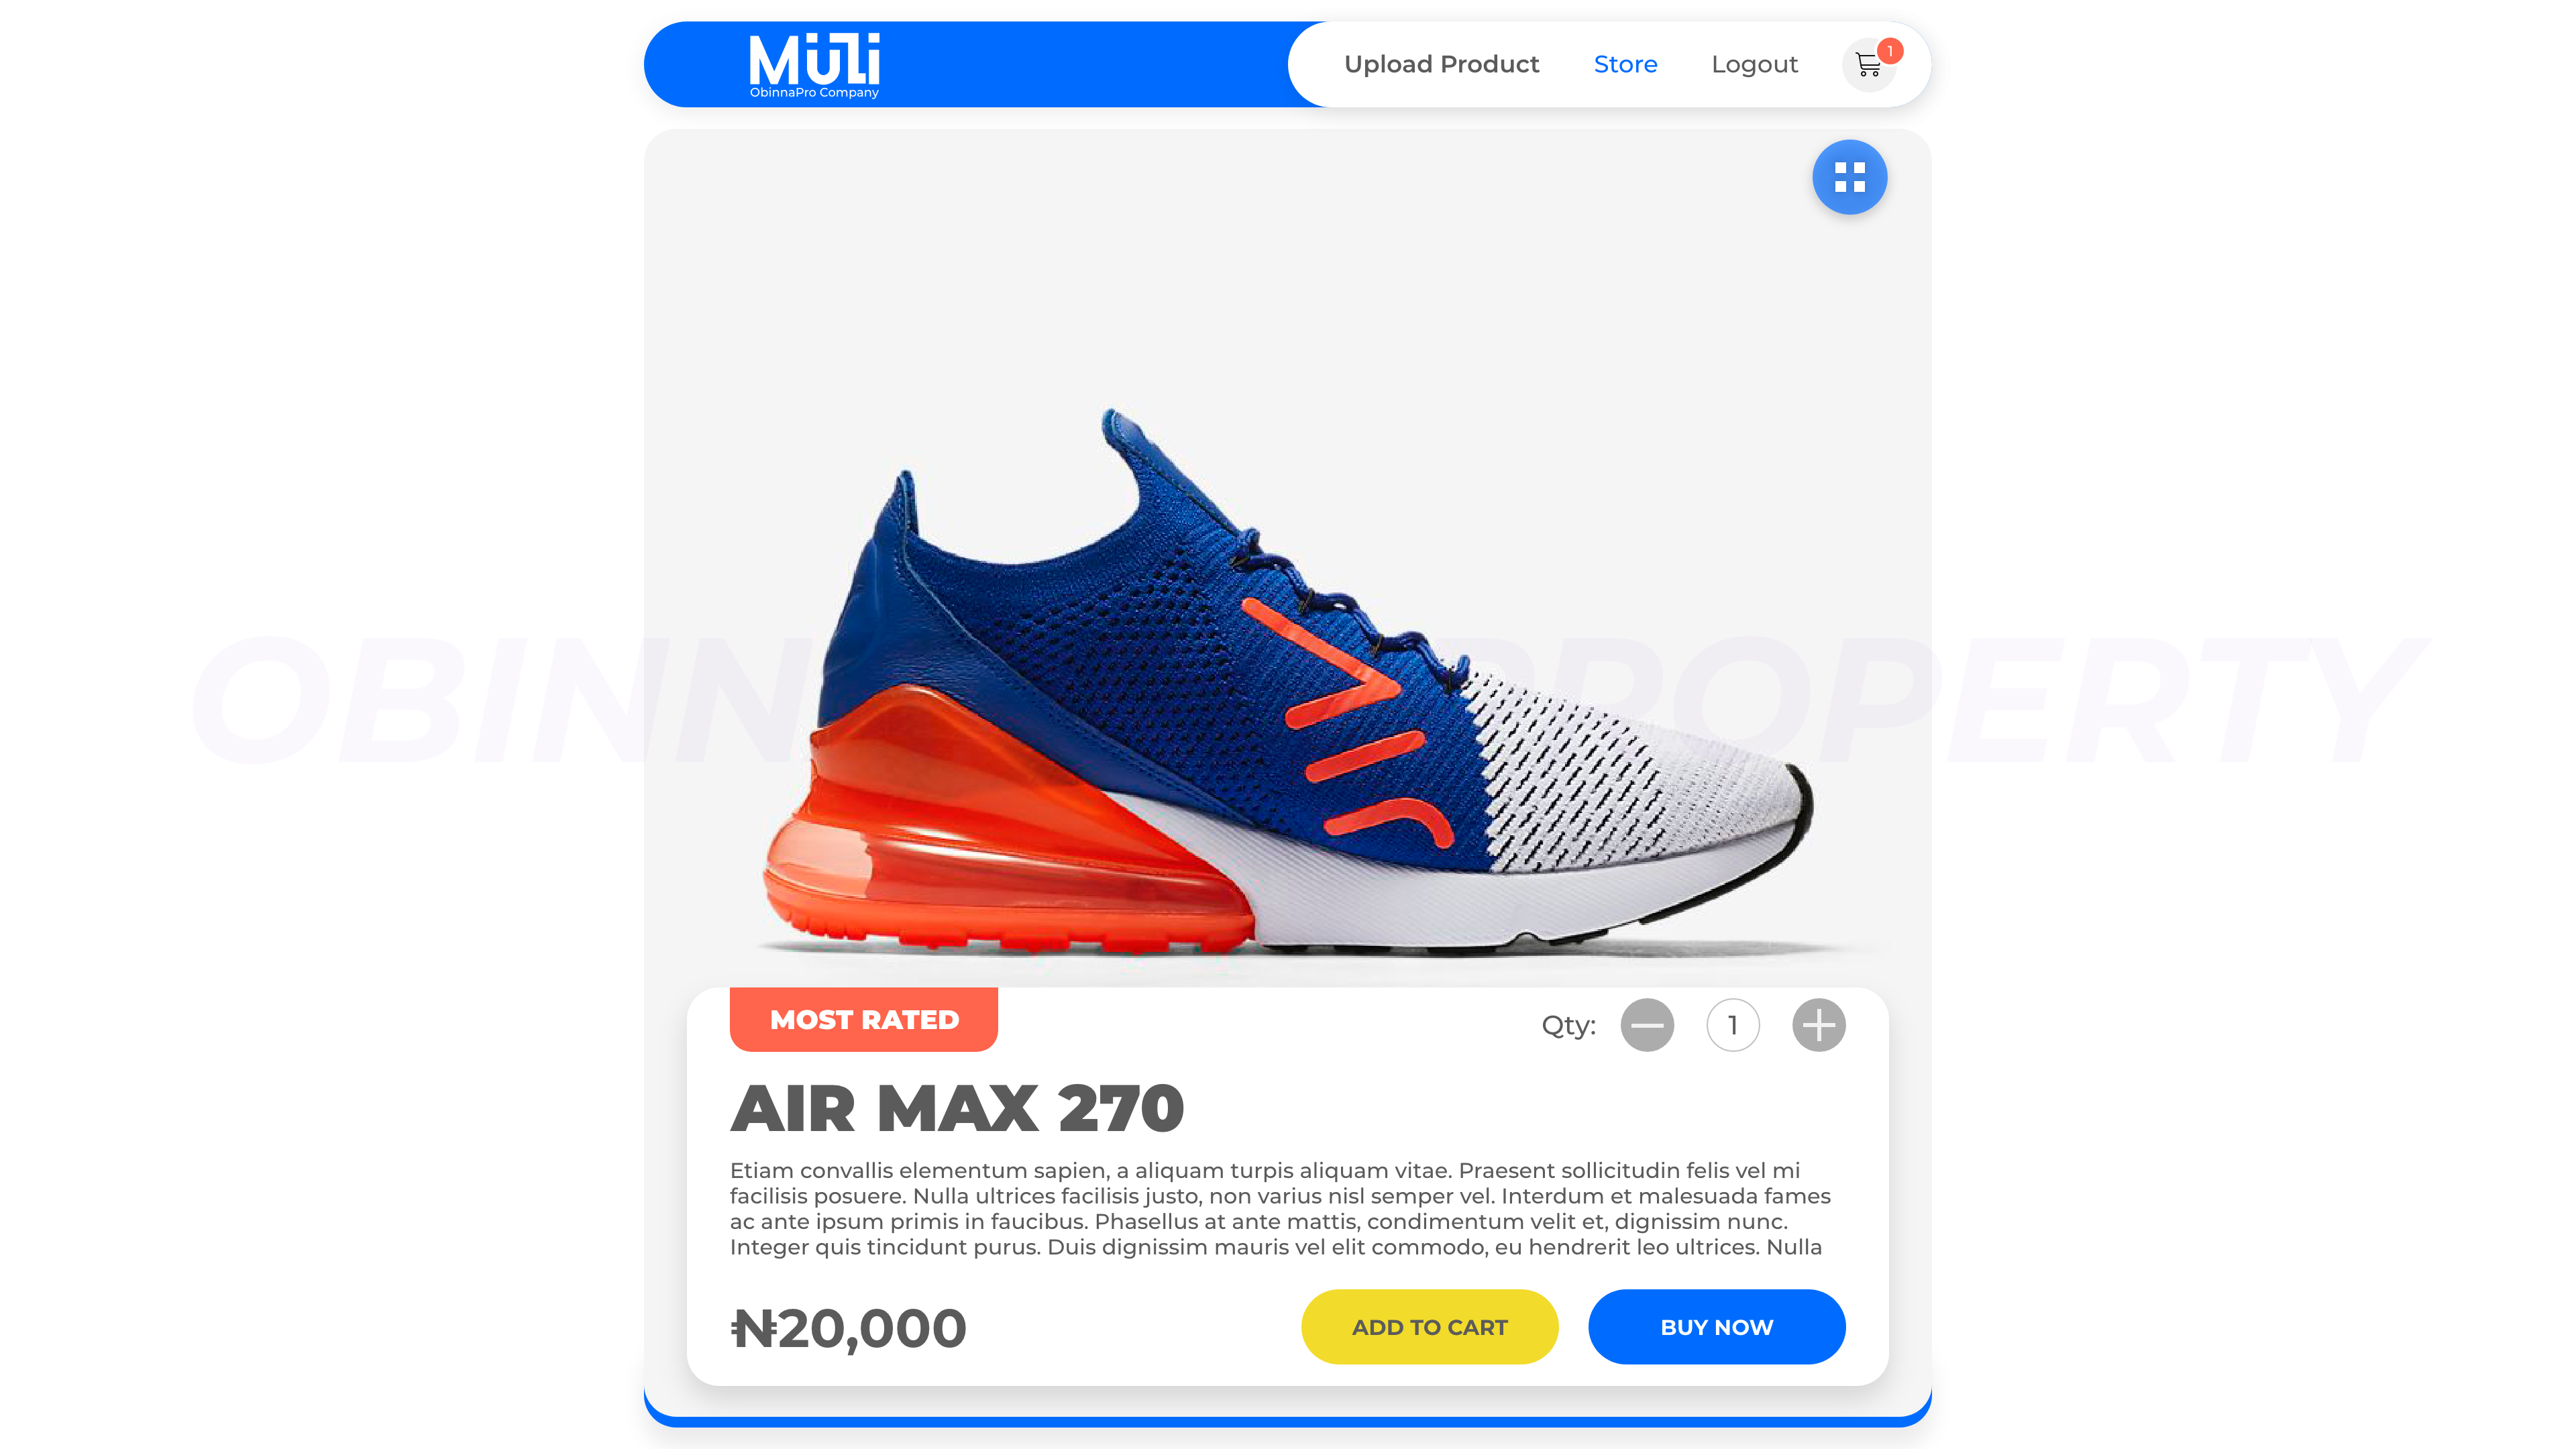 MÜLi
ObinnaPro Company
Upload Product
Store
Logout
1
MOST RATED
Qty:
1
AIR MAX 270
Etiam convallis elementum sapien, a aliquam turpis aliquam vitae. Praesent sollicitudin felis vel mi
facilisis posuere. Nulla ultrices facilisis justo, non varius nisl semper vel. Interdum et malesuada fames
ac ante ipsum primis in faucibus. Phasellus at ante mattis, condimentum velit et, dignissim nunc.
Integer quis tincidunt purus. Duis dignissim mauris vel elit commodo, eu hendrerit leo ultrices. Nulla
₦20,000
ADD TO CART
BUY NOW